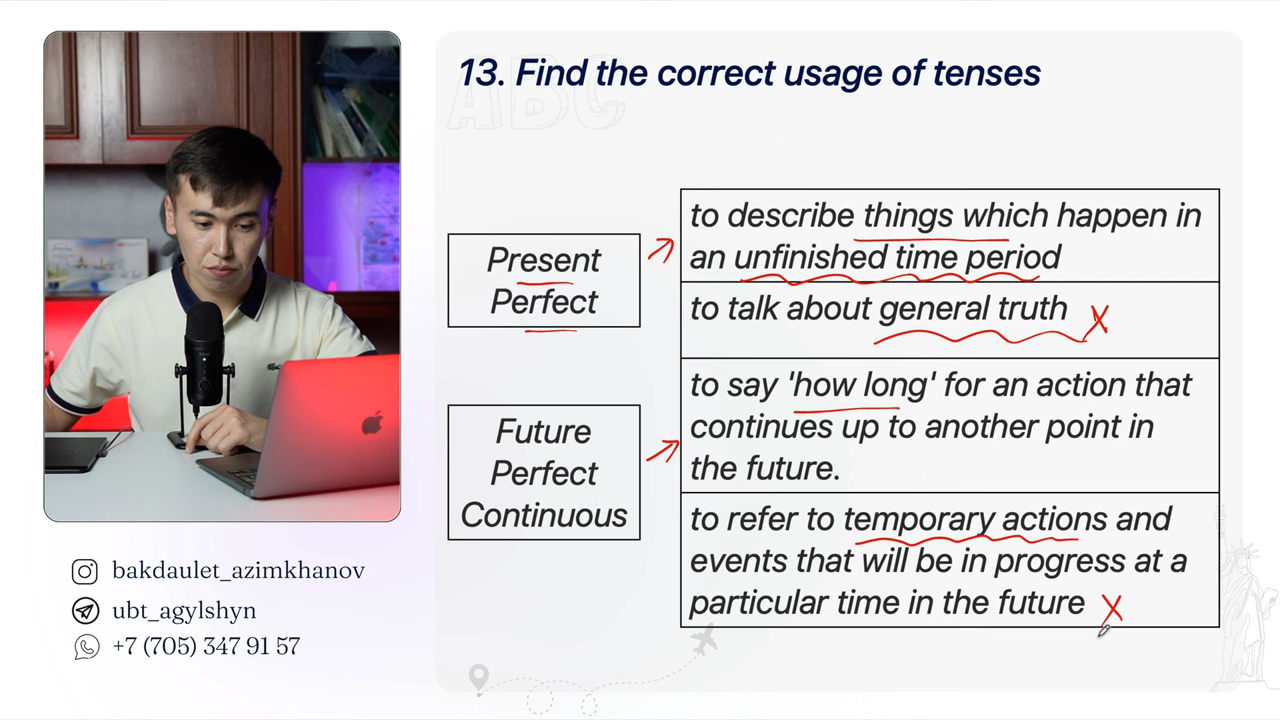 13. Find the correct usage of tenses
ABC
Present
Perfect
to describe things which happen in
an unfinished time period
to talk about general truth
X
Future
Perfect
Continuous
to say 'how long' for an action that
continues up to another point in
the future.
to refer to temporary actions and
events that will be in progress at a
particular time in the future
X
bakdaulet_azimkhanov
ubt_agylshyn
+7 (705) 347 91 57